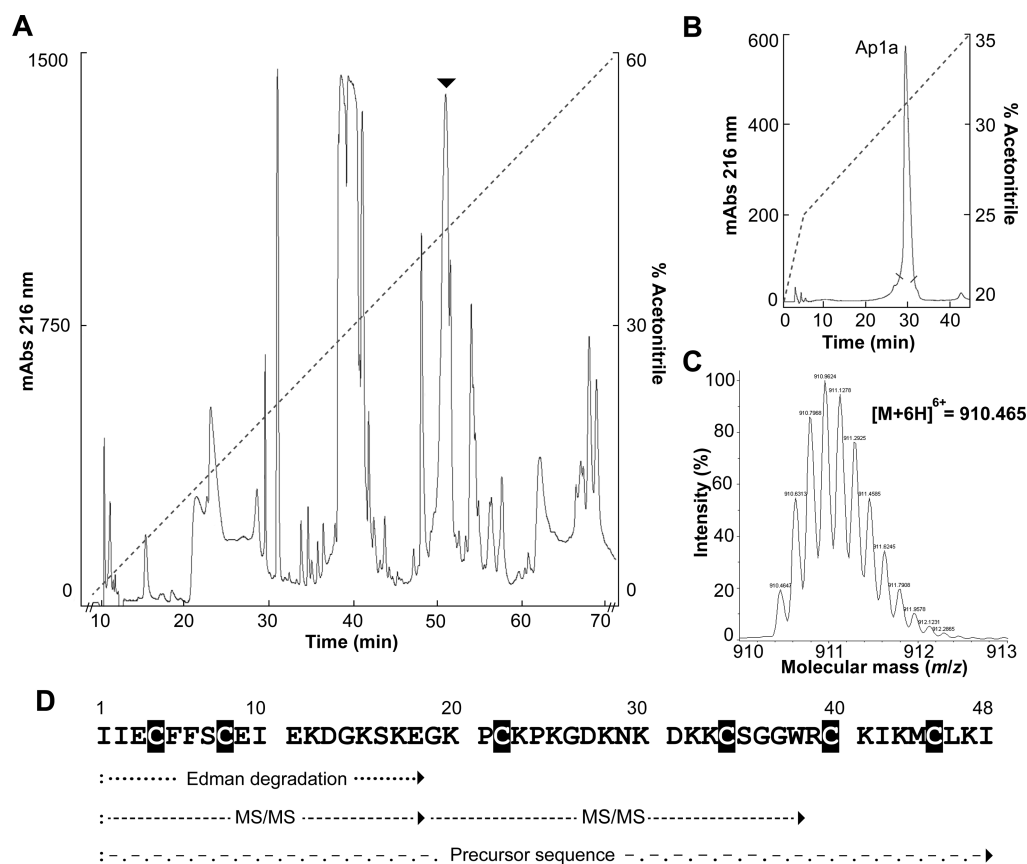 A
1500
750
0
mAbs 216 nm
60
30
0
% Acetonitrile
10 20 30 40 50 60 70
Time (min)
B
600
400
200
0
mAbs 216 nm
Ap1a
35
30
25
20
% Acetonitrile
0 10 20 30 40
Time (min)
C
100
80
60
40
20
0
Intensity (%)
[M+6H]6+= 910.465
910.4647
910.6313
910.7968
910.9624
911.1278
911.2925
911.4585
911.6245
911.7908
911.9578
912.1231
912.2865
910 911 912 913
Molecular mass (m/z)
D
1 10 20 30 40 48
IIECFFSCEI EKDGKSKEGK PCKPKGDKNK DKKCSGGWRC KIKMCLKI
Edman degradation
MS/MS MS/MS
Precursor sequence